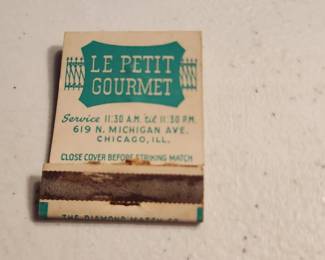 LE PETIT
GOURMET
Service 11:30 A.M. til 11:30 P.M.
619 N. MICHIGAN AVE.
CHICAGO, ILL.
CLOSE COVER BEFORE STRIKING MATCH
THE DIAMOND MATCH CO.